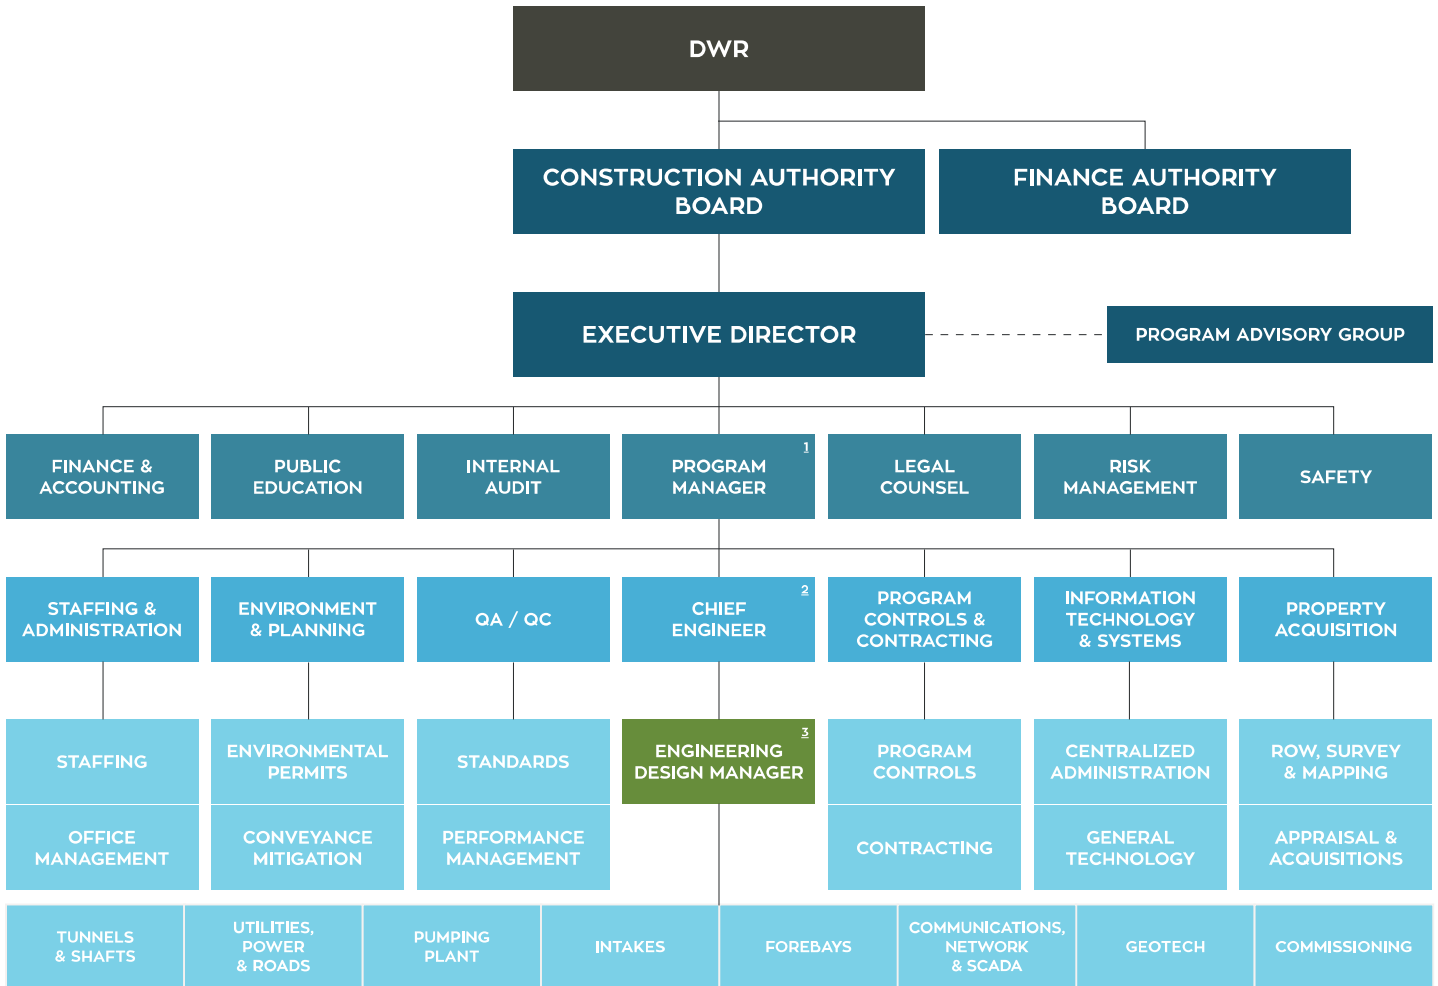 DWR
CONSTRUCTION AUTHORITY
BOARD
FINANCE AUTHORITY
BOARD
EXECUTIVE DIRECTOR
PROGRAM ADVISORY GROUP
FINANCE &
ACCOUNTING
PUBLIC
EDUCATION
INTERNAL
AUDIT
1
PROGRAM
MANAGER
LEGAL
COUNSEL
RISK
MANAGEMENT
SAFETY
STAFFING &
ADMINISTRATION
ENVIRONMENT
& PLANNING
QA / QC
2
CHIEF
ENGINEER
PROGRAM
CONTROLS &
CONTRACTING
INFORMATION
TECHNOLOGY
& SYSTEMS
PROPERTY
ACQUISITION
STAFFING
ENVIRONMENTAL
PERMITS
STANDARDS
3
ENGINEERING
DESIGN MANAGER
PROGRAM
CONTROLS
CENTRALIZED
ADMINISTRATION
ROW, SURVEY
& MAPPING
OFFICE
MANAGEMENT
CONVEYANCE
MITIGATION
PERFORMANCE
MANAGEMENT
CONTRACTING
GENERAL
TECHNOLOGY
APPRAISAL &
ACQUISITIONS
TUNNELS
& SHAFTS
UTILITIES,
POWER
& ROADS
PUMPING
PLANT
INTAKES
FOREBAYS
COMMUNICATIONS,
NETWORK
& SCADA
GEOTECH
COMMISSIONING